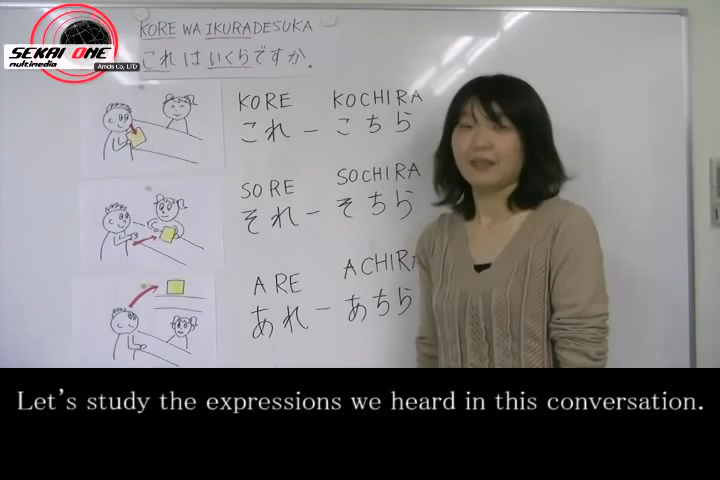 SEKAI ONE
multimedia
Amcis Co, LTD
KORE WA IKURADESUKA
これ は いくらですか.
KORE KOCHIRA
これ ー こちら
SORE SOCHIRA
それ ー そちら
ARE ACHIRA
あれ ー あちら
Let's study the expressions we heard in this conversation.